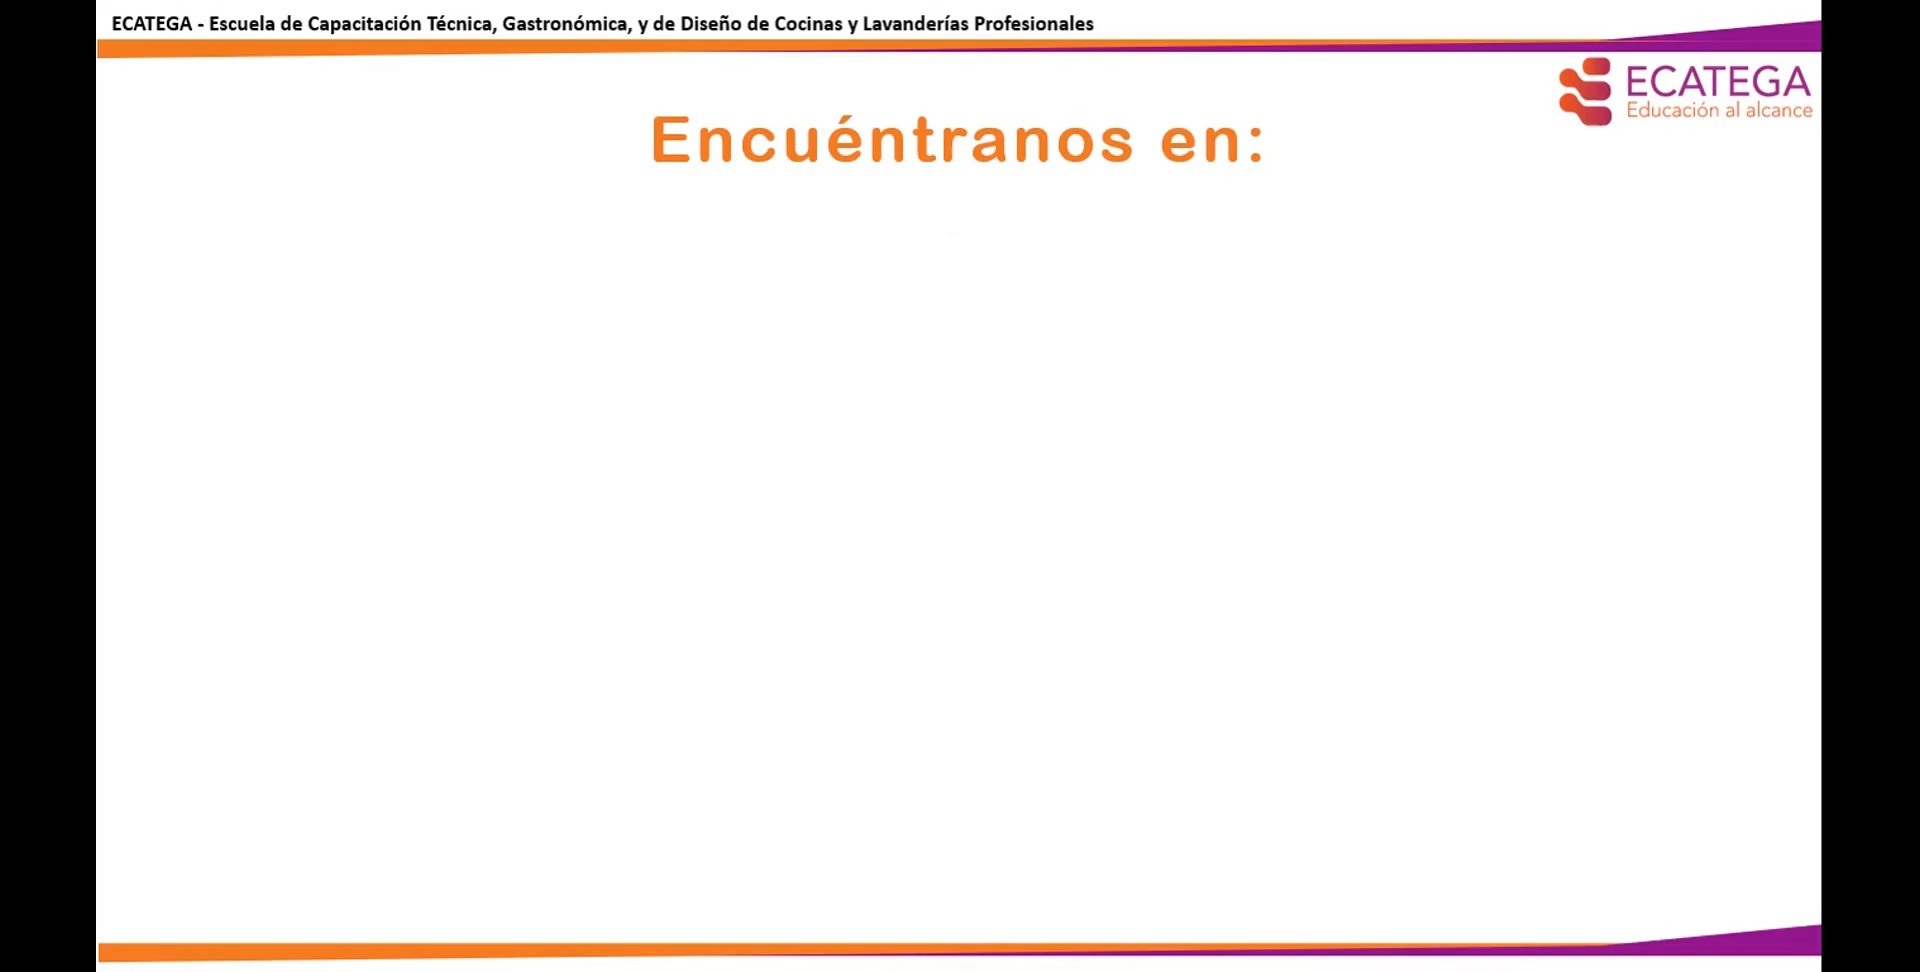 ECATEGA - Escuela de Capacitación Técnica, Gastronómica, y de Diseño de Cocinas y Lavanderías Profesionales
ECATEGA
Educación al alcance
Encuéntranos en: